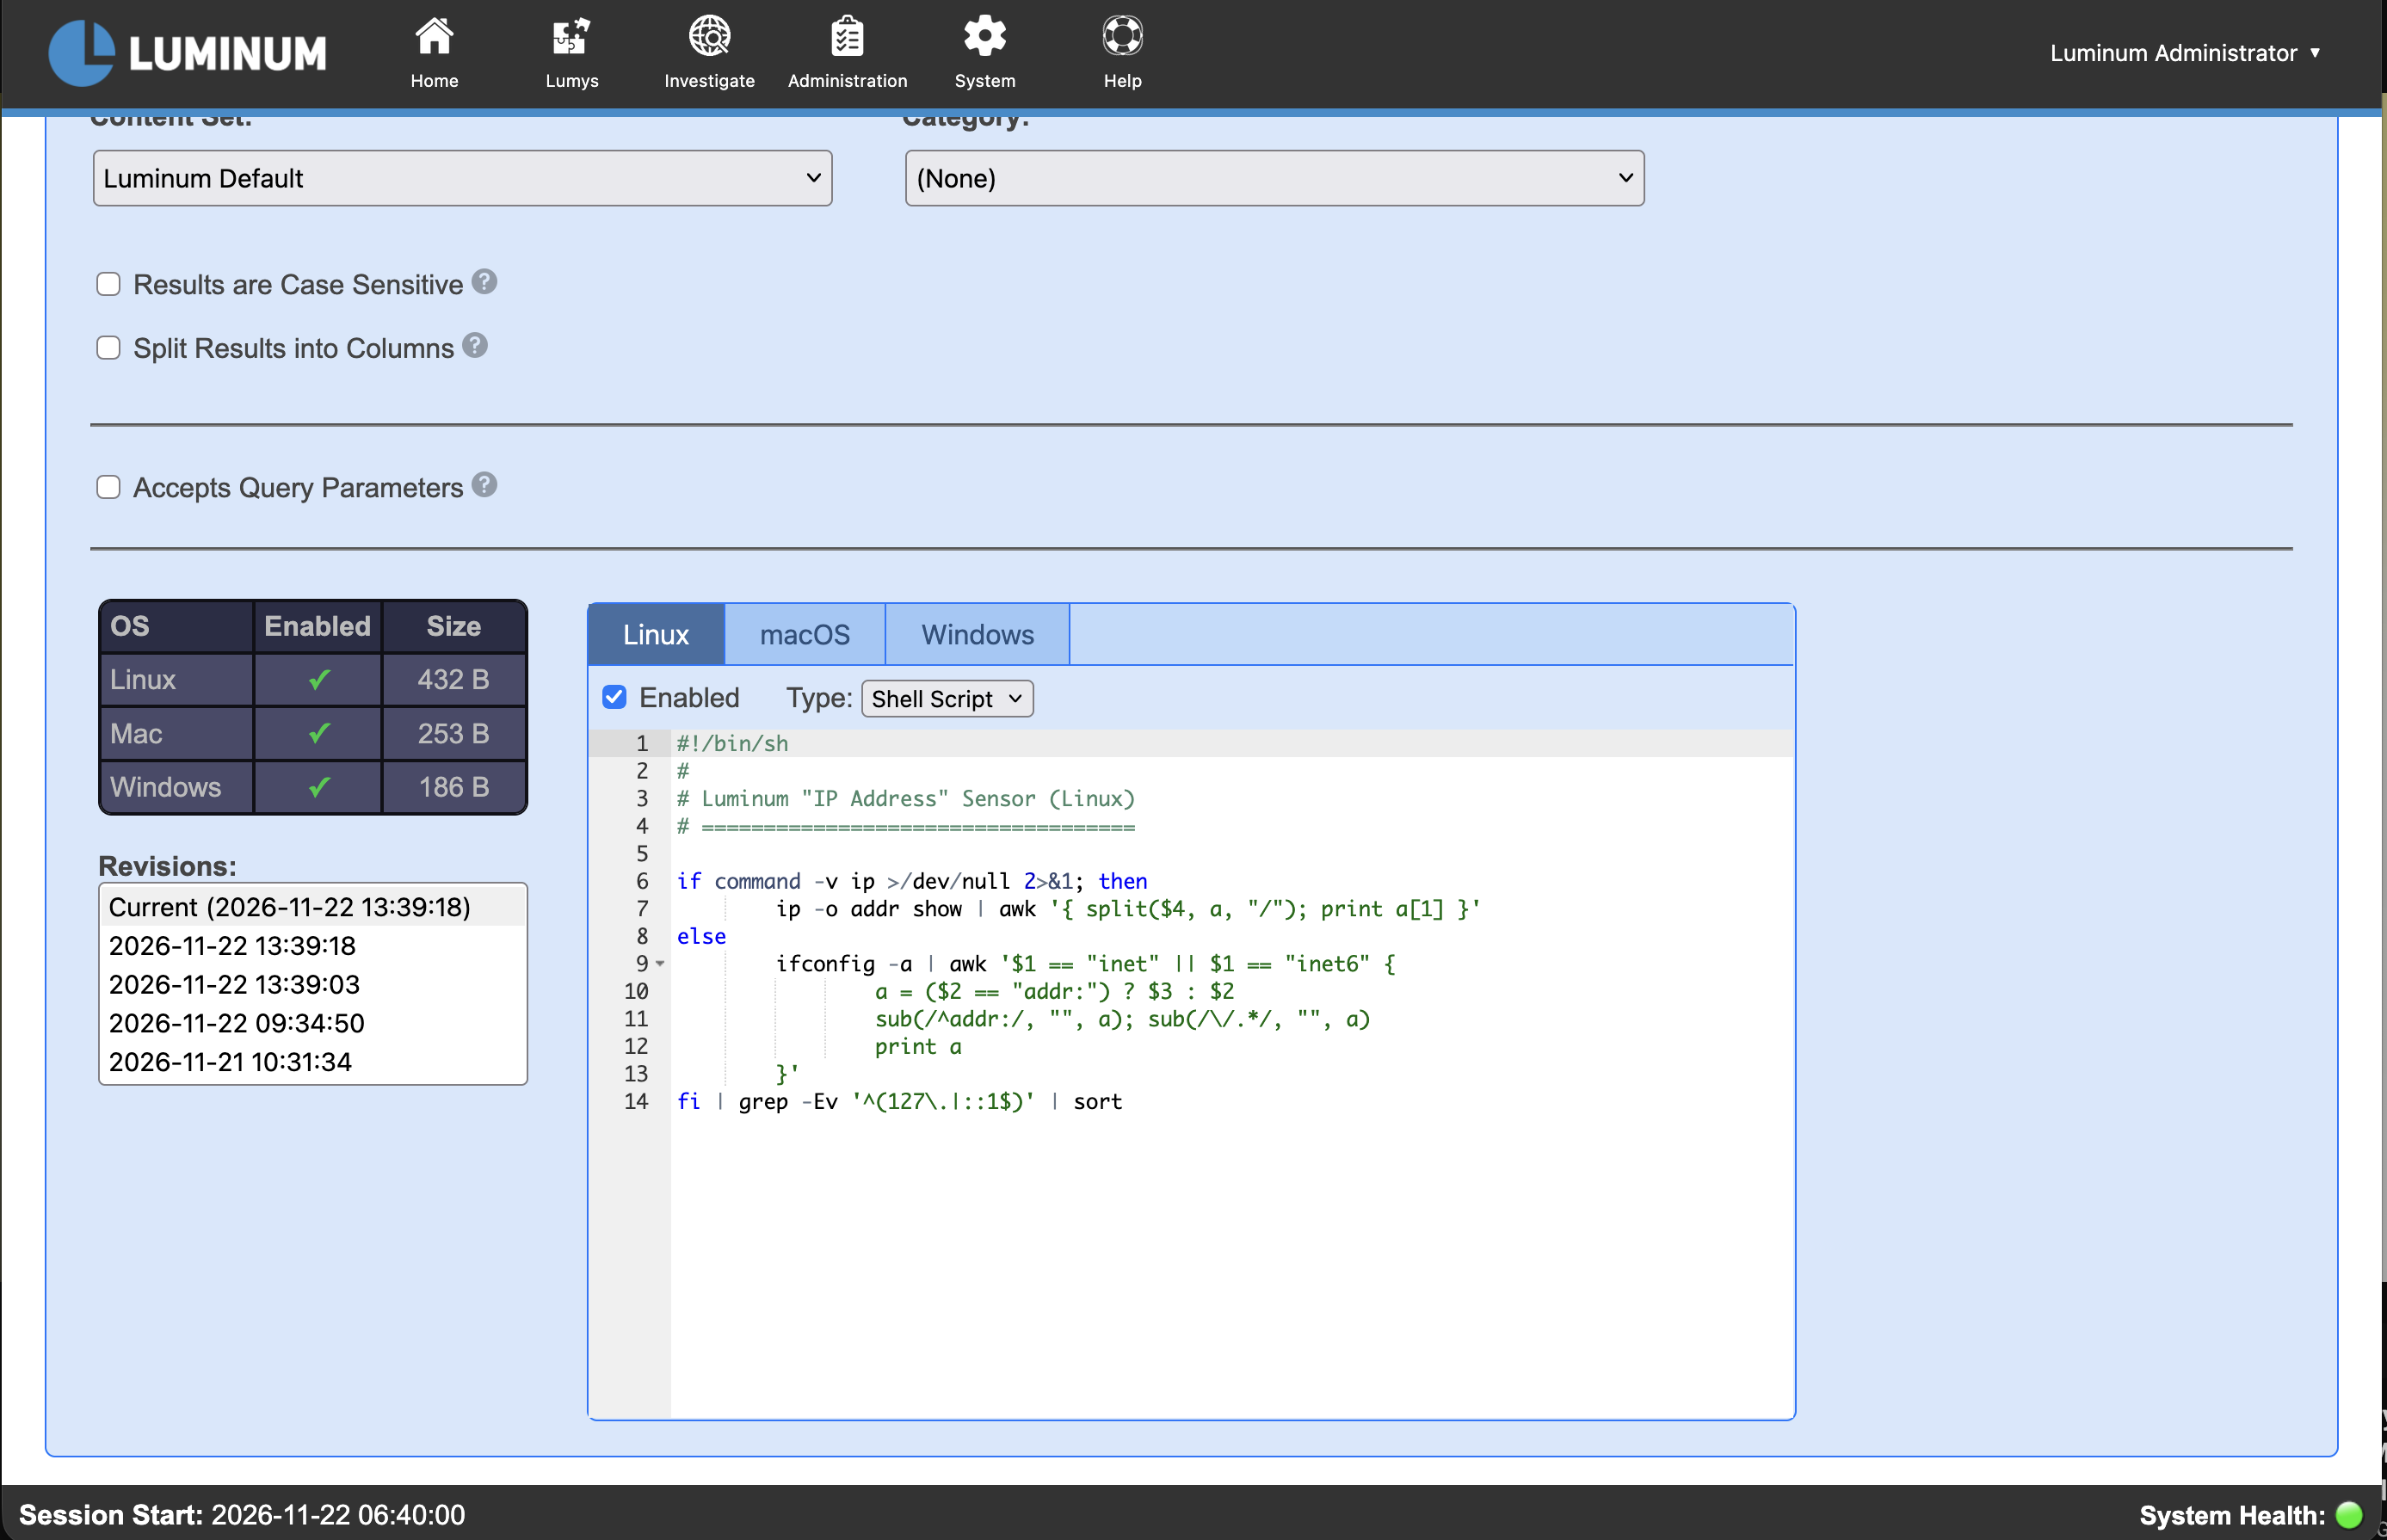 LUMINUM
Home
Lumys
Investigate
Administration
System
Help
Luminum Administrator ▼
Content Set:
Category:
Luminum Default
(None)
Results are Case Sensitive ?
Split Results into Columns ?
Accepts Query Parameters ?
OS Enabled Size
Linux ✓ 432 B
Mac ✓ 253 B
Windows ✓ 186 B
Revisions:
Current (2026-11-22 13:39:18)
2026-11-22 13:39:18
2026-11-22 13:39:03
2026-11-22 09:34:50
2026-11-21 10:31:34
Linux macOS Windows
Enabled Type: Shell Script
1 #!/bin/sh
2 #
3 # Luminum "IP Address" Sensor (Linux)
4 # ===================================
5
6 if command -v ip >/dev/null 2>&1; then
7         ip -o addr show | awk '{ split($4, a, "/"); print a[1] }'
8 else
9         ifconfig -a | awk '$1 == "inet" || $1 == "inet6" {
10                 a = ($2 == "addr:") ? $3 : $2
11                 sub(/^addr:/, "", a); sub(/\/.*/, "", a)
12                 print a
13         }'
14 fi | grep -Ev '^(127\.|::1$)' | sort
Session Start: 2026-11-22 06:40:00
System Health: